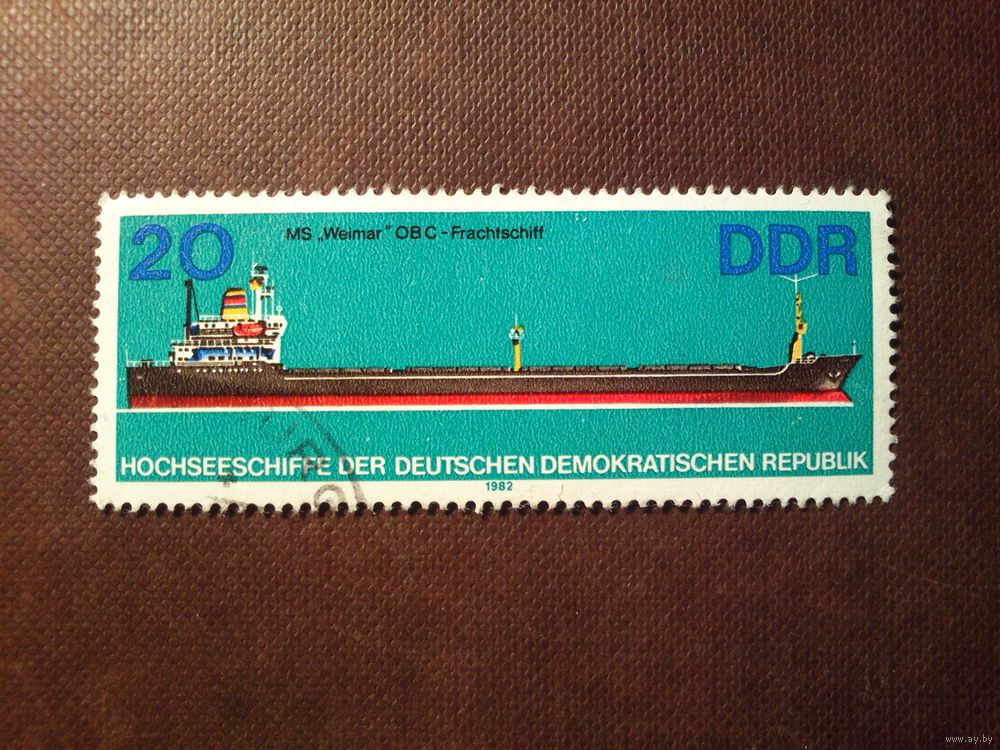 20
MS „Weimar" OBC-Frachtschiff
DDR
HOCHSEESCHIFFE DER DEUTSCHEN DEMOKRATISCHEN REPUBLIK
1982
www.ay.by